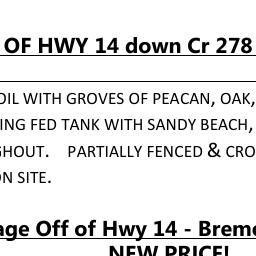 OF HWY 14 down Cr 278
OIL WITH GROVES OF PEACAN, OAK,
ING FED TANK WITH SANDY BEACH,
GHOUT. PARTIALLY FENCED & CRO
ON SITE.
age Off of Hwy 14 - Breme
NEW PRICE!